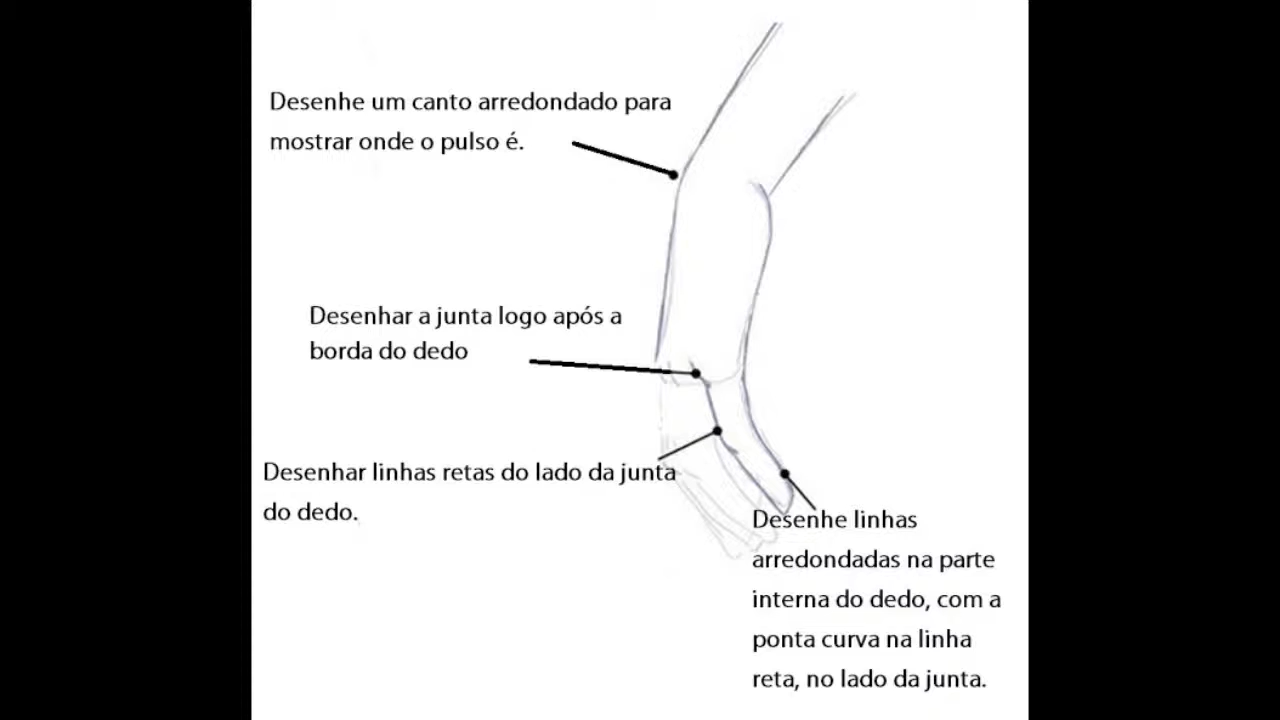 Desenhe um canto arredondado para
mostrar onde o pulso é.
Desenhar a junta logo após a
borda do dedo
Desenhar linhas retas do lado da junta
do dedo.
Desenhe linhas
arredondadas na parte
interna do dedo, com a
ponta curva na linha
reta, no lado da junta.